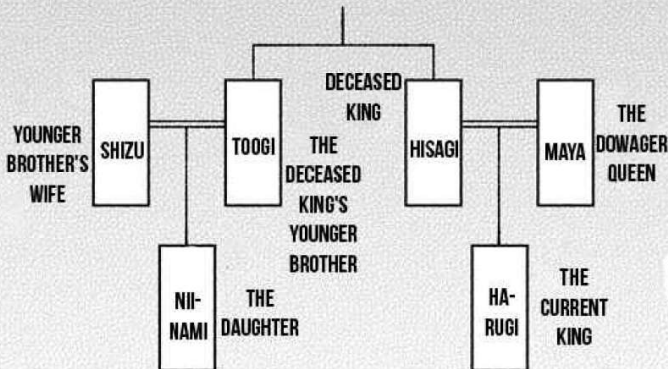 YOUNGER
BROTHER'S
WIFE
SHIZU
TOOGI
THE
DECEASED
KING'S
YOUNGER
BROTHER
DECEASED
KING
HISAGI
MAYA
THE
DOWAGER
QUEEN
NII-
NAMI
THE
DAUGHTER
HA-
RUGI
THE
CURRENT
KING